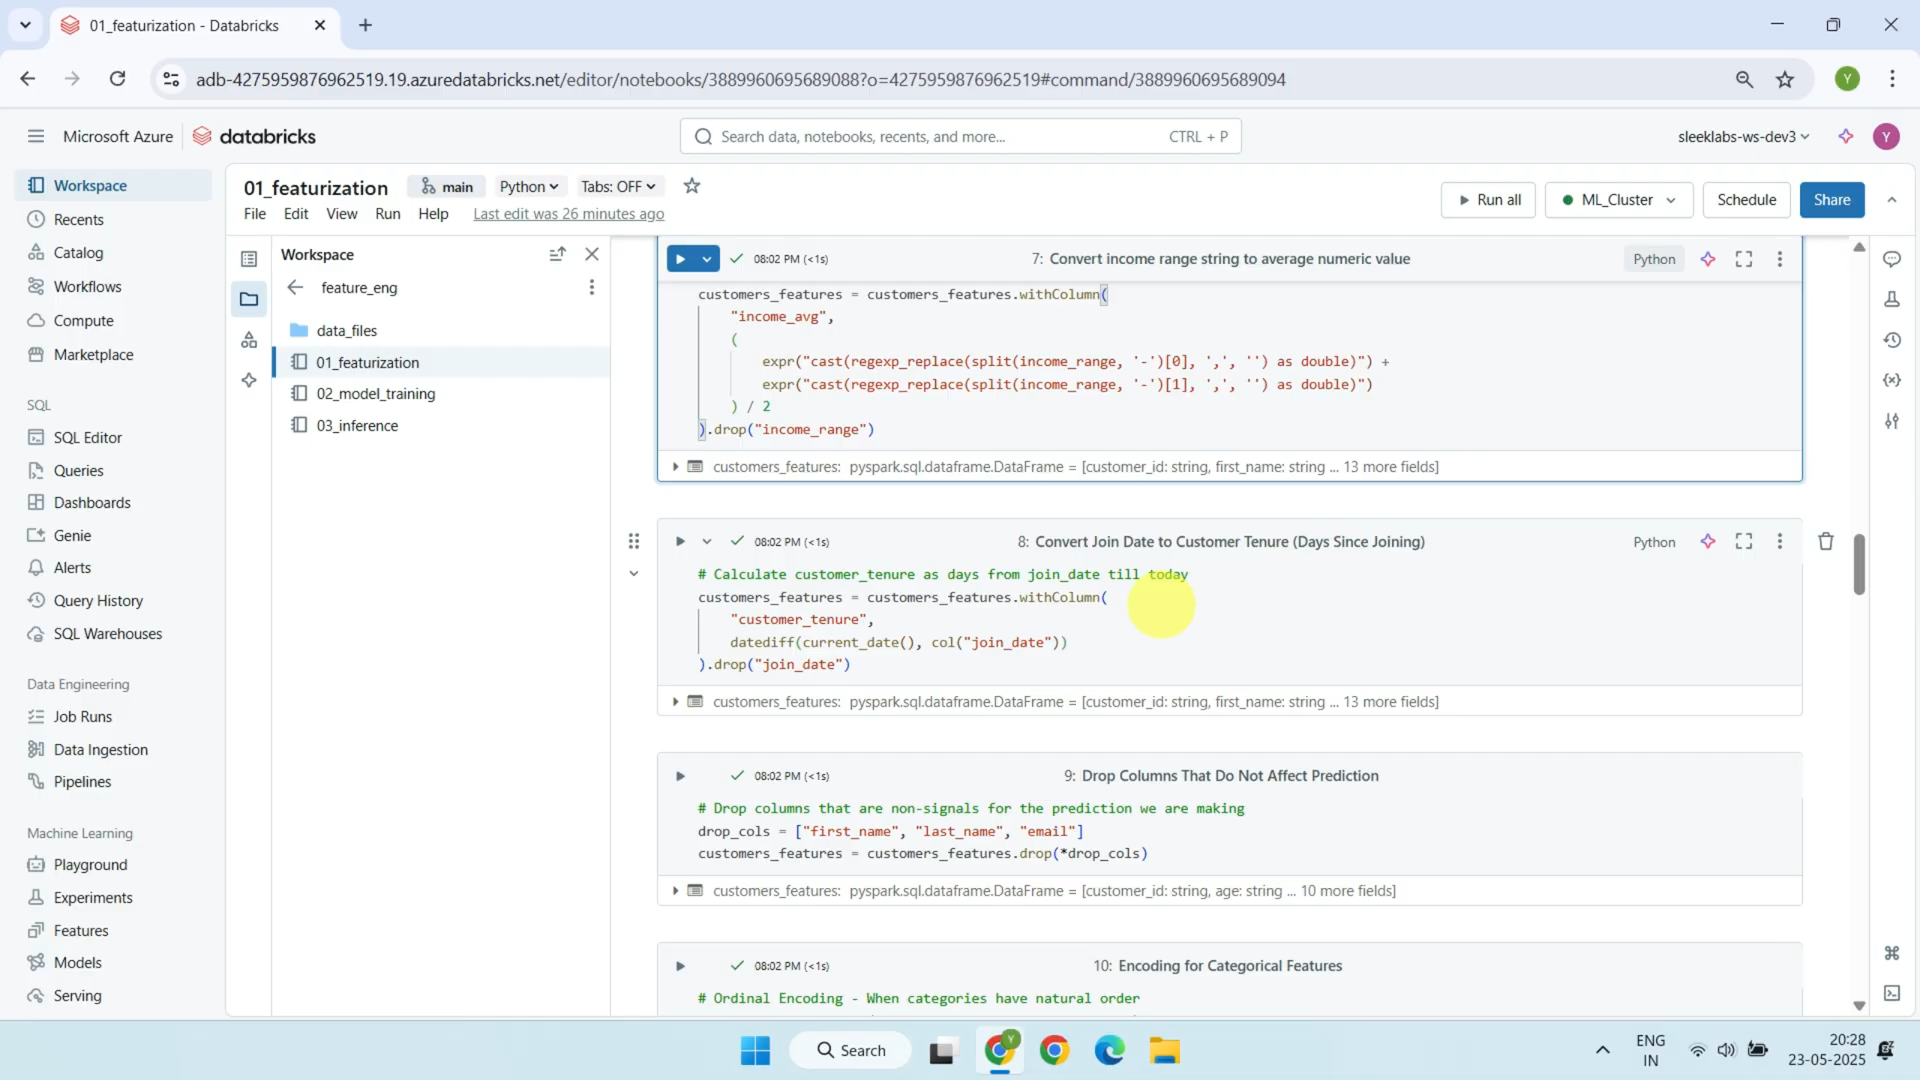 01_featurization - Databricks
adb-4275959876962519.19.azuredatabricks.net/editor/notebooks/3889960695689088?o=4275959876962519#command/3889960695689094
Y
Microsoft Azure
databricks
Search data, notebooks, recents, and more...
CTRL + P
sleeklabs-ws-dev3
Y
Workspace
Recents
Catalog
Workflows
Compute
Marketplace
SQL
SQL Editor
Queries
Dashboards
Genie
Alerts
Query History
SQL Warehouses
Data Engineering
Job Runs
Data Ingestion
Pipelines
Machine Learning
Playground
Experiments
Features
Models
Serving
01_featurization
main
Python
Tabs: OFF
File Edit View Run Help
Last edit was 26 minutes ago
Run all
ML_Cluster
Schedule
Share
Workspace
feature_eng
data_files
01_featurization
02_model_training
03_inference
08:02 PM (<1s)
7: Convert income range string to average numeric value
Python
customers_features = customers_features.withColumn(
"income_avg",
(
expr("cast(regexp_replace(split(income_range, '-')[0], ',', '') as double)") +
expr("cast(regexp_replace(split(income_range, '-')[1], ',', '') as double)")
) / 2
).drop("income_range")
customers_features: pyspark.sql.dataframe.DataFrame = [customer_id: string, first_name: string ... 13 more fields]
08:02 PM (<1s)
8: Convert Join Date to Customer Tenure (Days Since Joining)
Python
# Calculate customer_tenure as days from join_date till today
customers_features = customers_features.withColumn(
"customer_tenure",
datediff(current_date(), col("join_date"))
).drop("join_date")
customers_features: pyspark.sql.dataframe.DataFrame = [customer_id: string, first_name: string ... 13 more fields]
08:02 PM (<1s)
9: Drop Columns That Do Not Affect Prediction
# Drop columns that are non-signals for the prediction we are making
drop_cols = ["first_name", "last_name", "email"]
customers_features = customers_features.drop(*drop_cols)
customers_features: pyspark.sql.dataframe.DataFrame = [customer_id: string, age: string ... 10 more fields]
08:02 PM (<1s)
10: Encoding for Categorical Features
# Ordinal Encoding - When categories have natural order
Search
Y
ENG
IN
20:28
23-05-2025